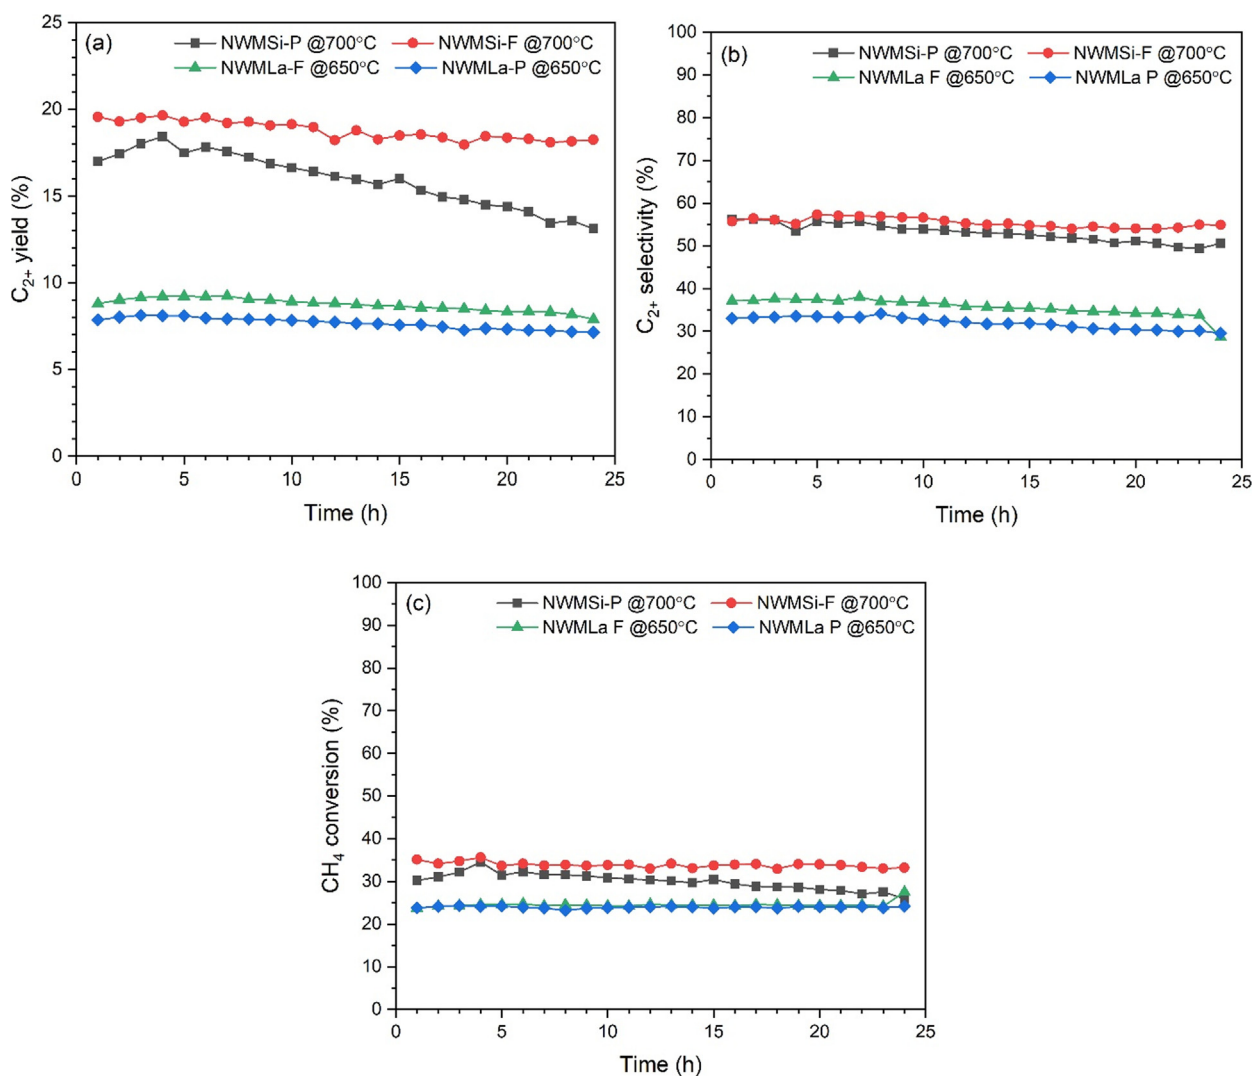 (a)
NWMSi-P @700°C NWMSi-F @700°C
NWMLa-F @650°C NWMLa-P @650°C
25
20
15
10
5
0
C2+ yield (%)
0 5 10 15 20 25
Time (h)
(b)
NWMSi-P @700°C NWMSi-F @700°C
NWMLa F @650°C NWMLa P @650°C
100
90
80
70
60
50
40
30
20
10
0
C2+ selectivity (%)
0 5 10 15 20 25
Time (h)
(c)
NWMSi-P @700°C NWMSi-F @700°C
NWMLa F @650°C NWMLa P @650°C
100
90
80
70
60
50
40
30
20
10
0
CH4 conversion (%)
0 5 10 15 20 25
Time (h)